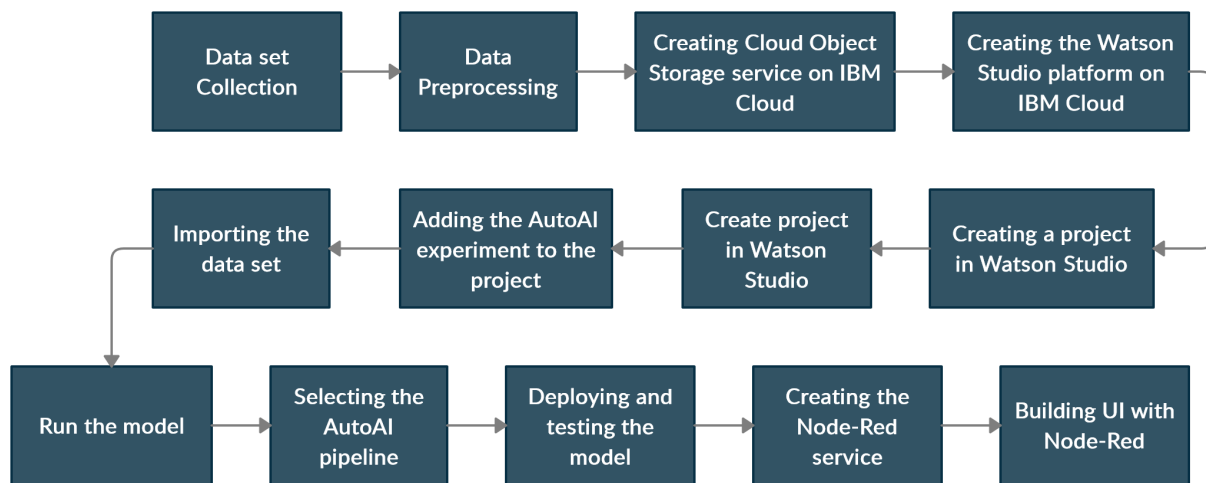 Data set
Collection
Data
Preprocessing
Creating Cloud Object
Storage service on IBM
Cloud
Creating the Watson
Studio platform on
IBM Cloud
Creating a project
in Watson Studio
Create project
in Watson
Studio
Adding the AutoAI
experiment to the
project
Importing the
data set
Run the model
Selecting the
AutoAI
pipeline
Deploying and
testing the
model
Creating the
Node-Red
service
Building UI with
Node-Red